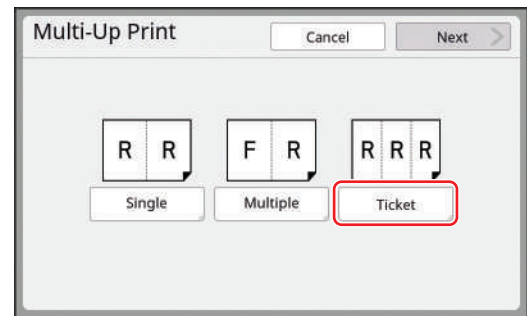 Multi-Up Print Cancel Next
R R F R R R R
Single Multiple Ticket